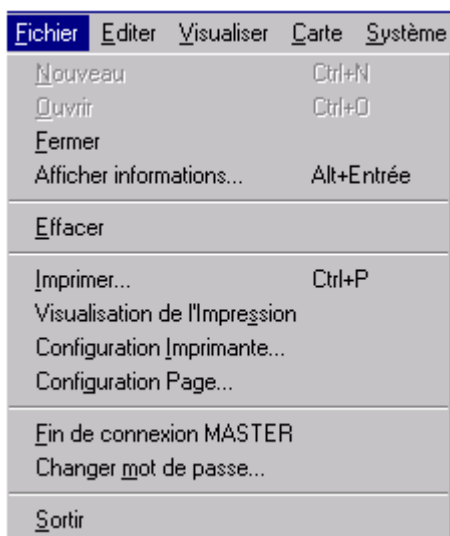 Fichier Editer Visualiser Carte Système
Nouveau Ctrl+N
Ouvrir Ctrl+O
Fermer
Afficher informations... Alt+Entrée
Effacer
Imprimer... Ctrl+P
Visualisation de l'Impression
Configuration Imprimante...
Configuration Page...
Fin de connexion MASTER
Changer mot de passe...
Sortir